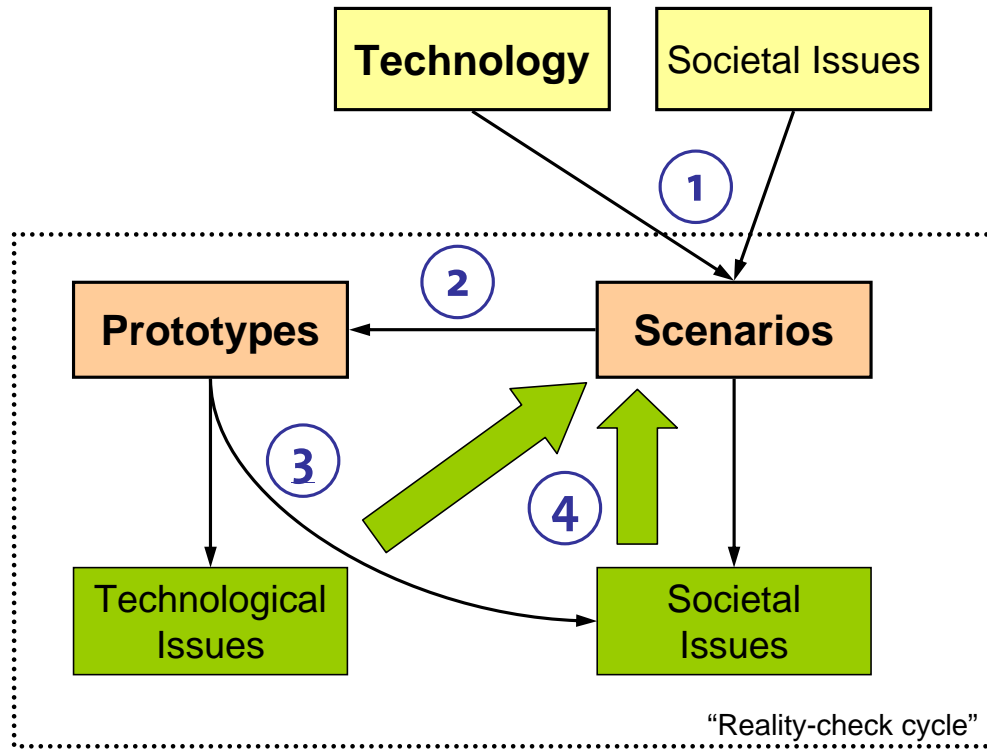 Technology
Societal Issues
1
2
Prototypes
Scenarios
3
4
Technological
Issues
Societal
Issues
“Reality-check cycle”